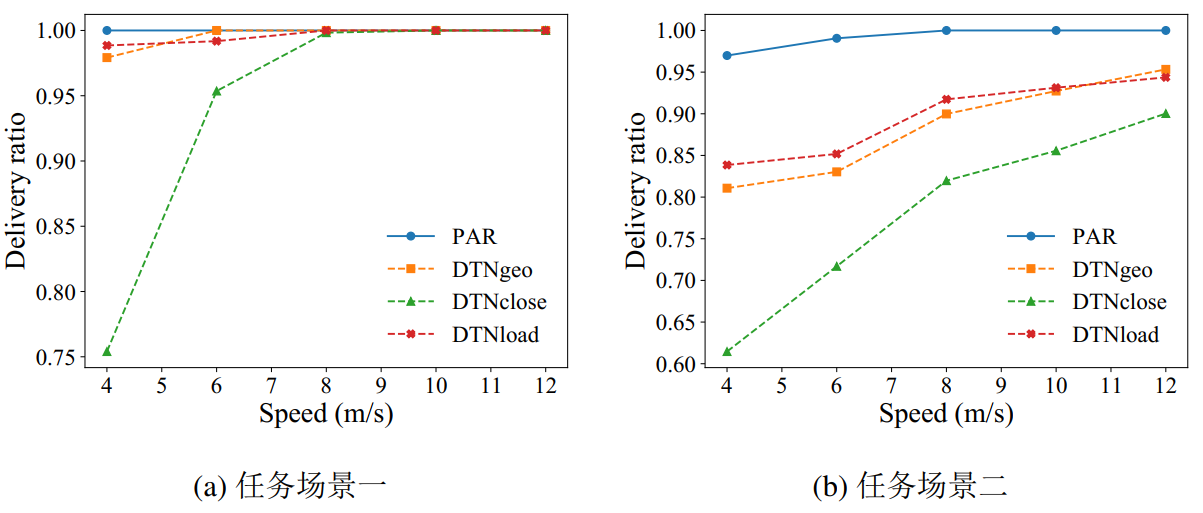 Delivery ratio
1.00
0.95
0.90
0.85
0.80
0.75
PAR
DTNgeo
DTNclose
DTNload
4 5 6 7 8 9 10 11 12
Speed (m/s)
(a) 任务场景一
Delivery ratio
1.00
0.95
0.90
0.85
0.80
0.75
0.70
0.65
0.60
PAR
DTNgeo
DTNclose
DTNload
4 5 6 7 8 9 10 11 12
Speed (m/s)
(b) 任务场景二